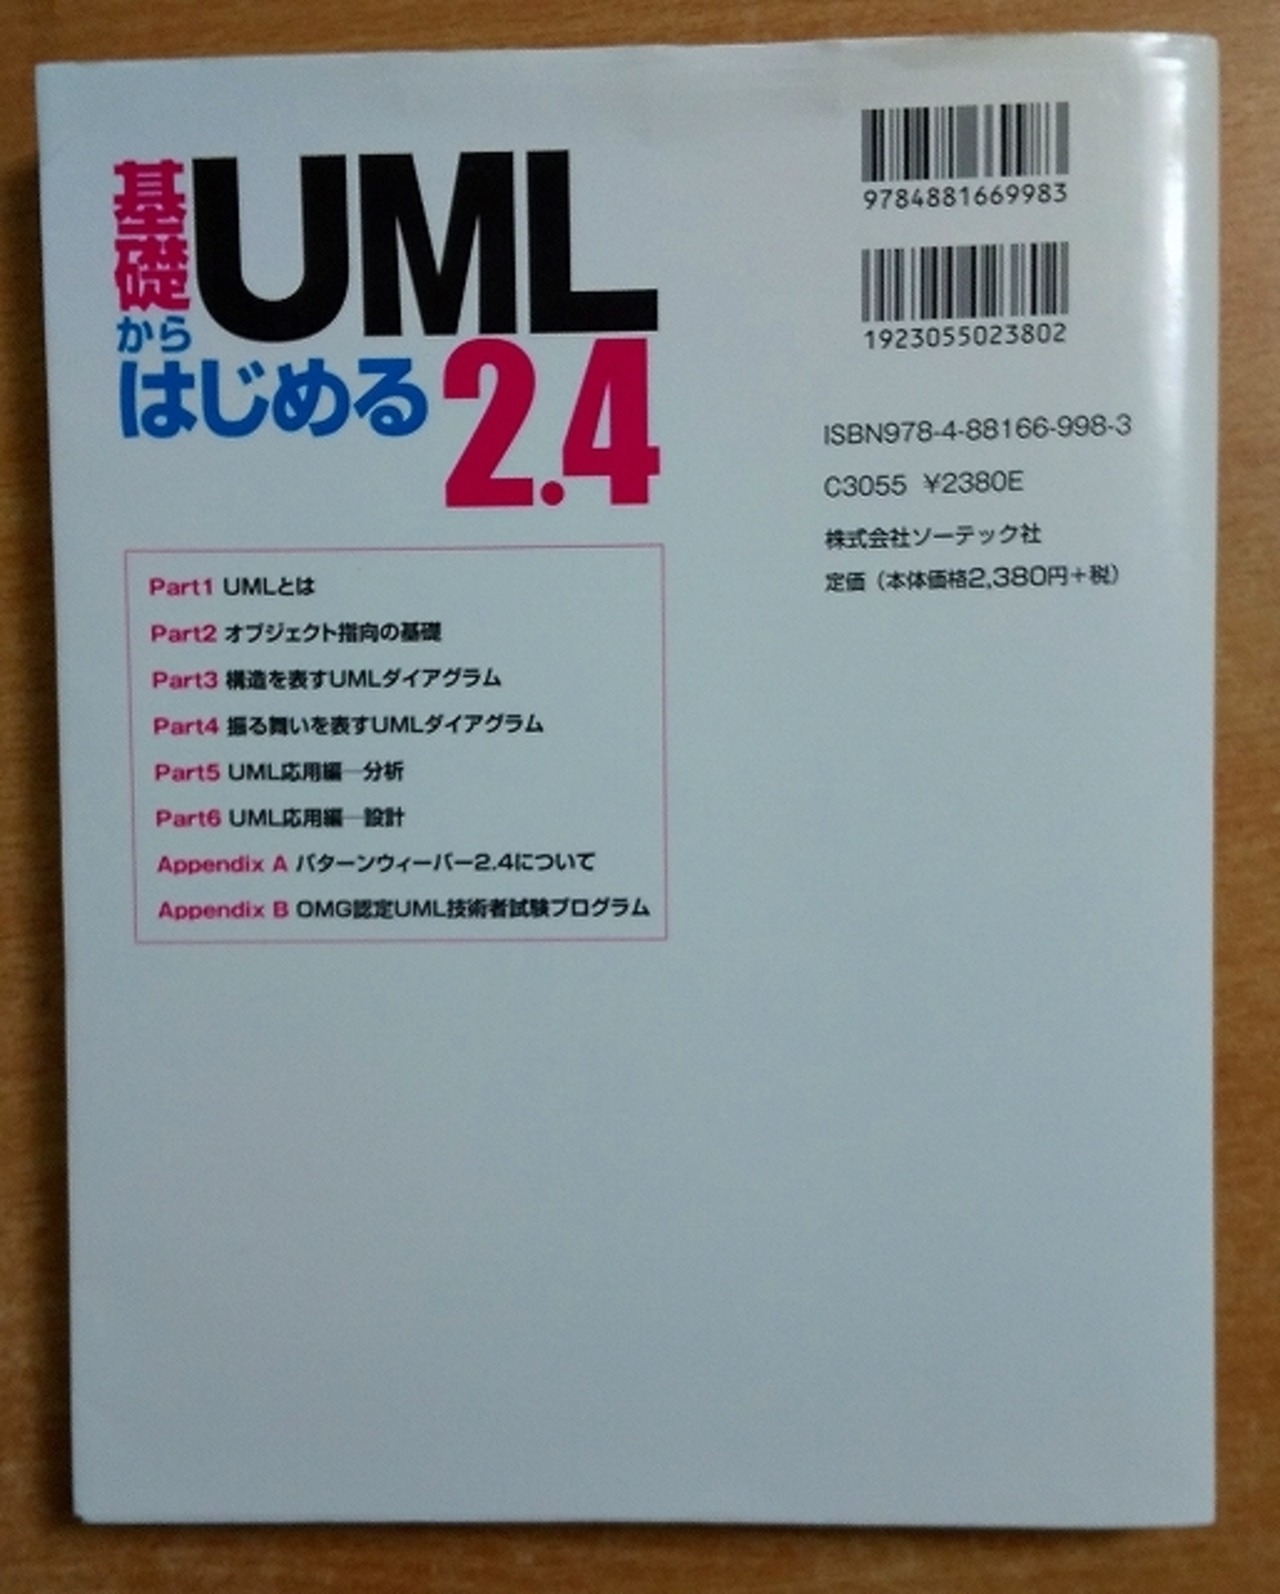 基礎
から
はじめる
UML
2.4
9784881669983
1923055023802
ISBN978-4-88166-998-3
C3055 ¥2380E
株式会社ソーテック社
定価（本体価格2,380円＋税）
Part1 UMLとは
Part2 オブジェクト指向の基礎
Part3 構造を表すUMLダイアグラム
Part4 振る舞いを表すUMLダイアグラム
Part5 UML応用編─分析
Part6 UML応用編─設計
Appendix A パターンウィーバー2.4について
Appendix B OMG認定UML技術者試験プログラム